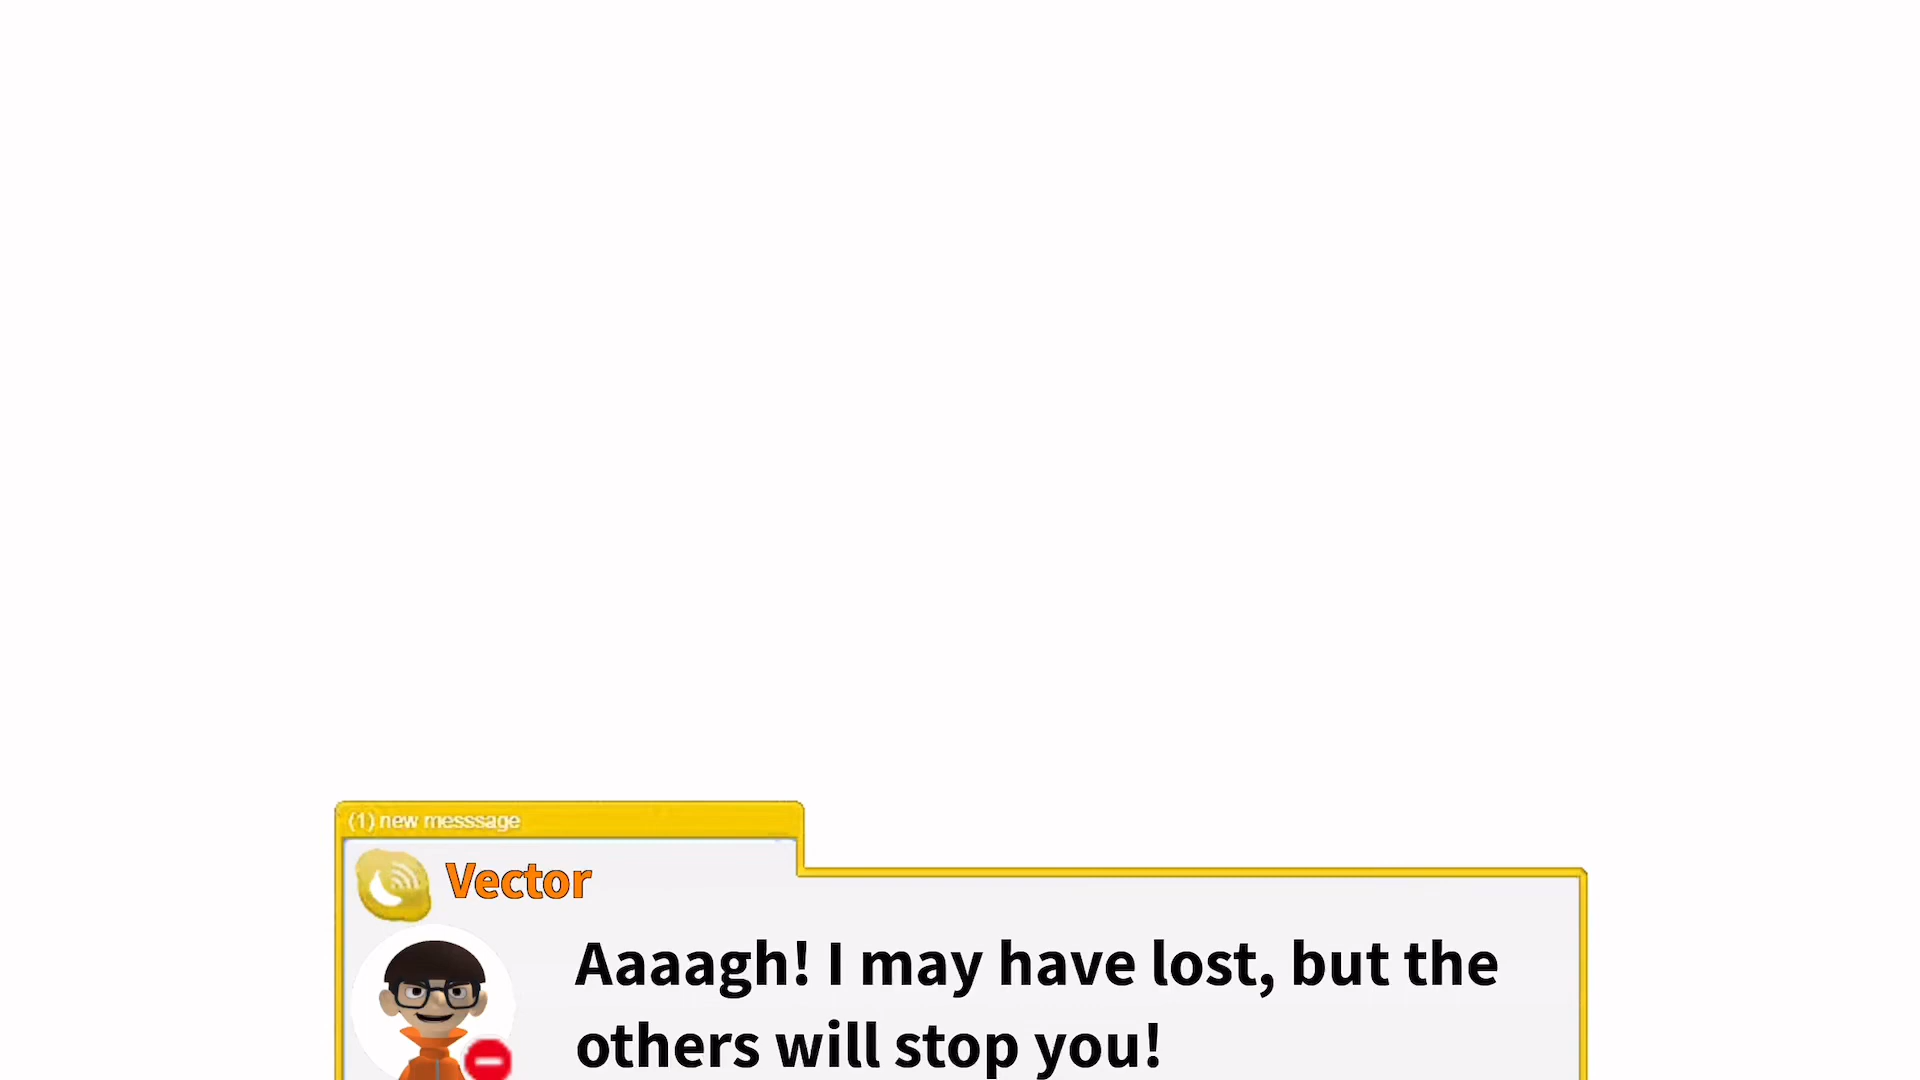 (1) new messsage
Vector
Aaaagh! I may have lost, but the
others will stop you!